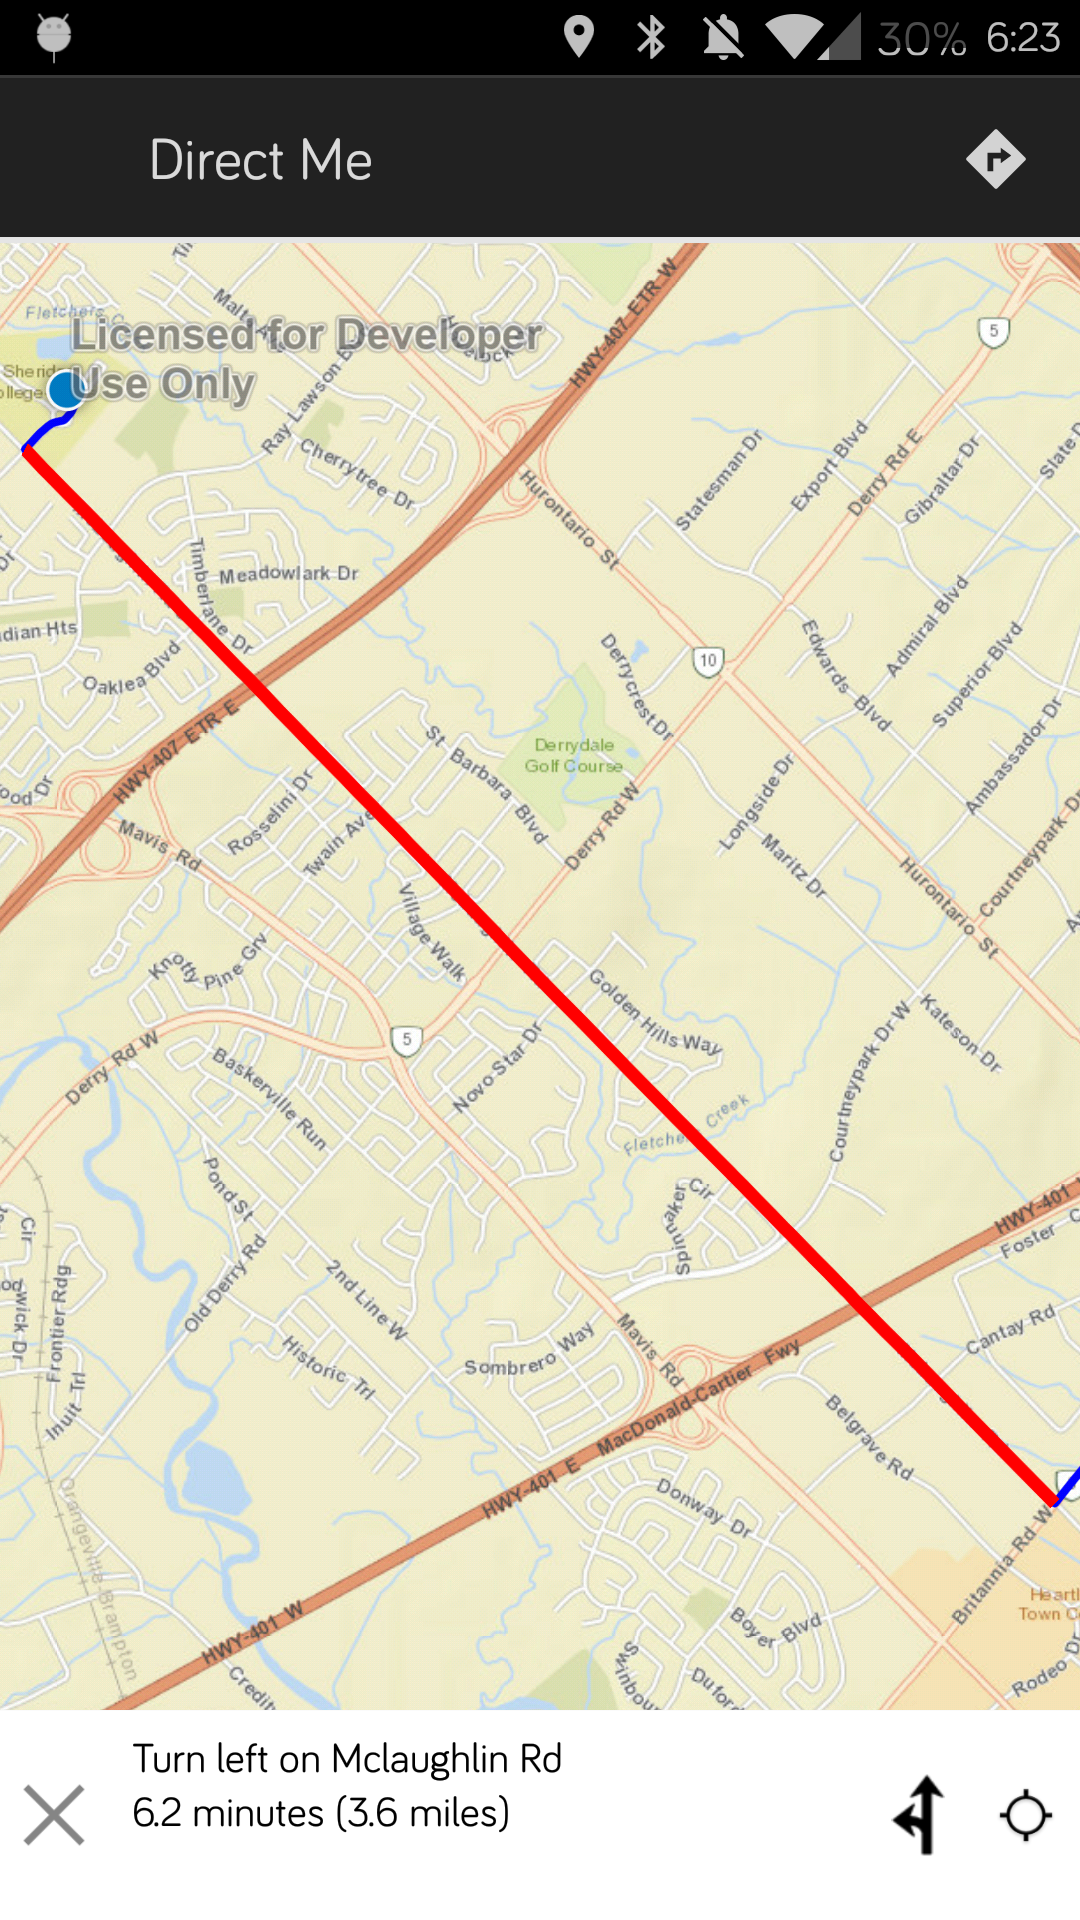 30% 6:23
Direct Me
Fletchers
Licensed for Developer
Use Only
HWY-407 ETR W
5
Ray Lawson
Cherrytree Dr
Hurontario St
Statesman Dr
Export Blvd
Derry Rd E
Gibraltar Dr
Timberlane Dr
Meadowlark Dr
Oaklea Blvd
HWY-407 ETR E
Derrycrest Dr
10
Edwards Blvd
Admiral Blvd
Superior Blvd
Ambassador Dr
Derrydale
Golf Course
St Barbara Blvd
Derry Rd W
Longside Dr
Maritz Dr
Hurontario St
Courtneypark
Rosselini Dr
Twain Ave
Mavis Rd
Village Walk
Knotty Pine Grv
Golden Hills Way
Kateson Dr
Courtneypark Dr W
5
Derry Rd W
Baskerville Run
Novo Star Dr
Creek
Pond St
Old Derry Rd
2nd Line W
Historic Trl
Frontier Rdg
Inuit Trl
Cir
HWY-401
Foster
Cantay Rd
Sombrero Way
Mavis Rd
MacDonald-Cartier Fwy
HWY-401 E
Belgrave Rd
Donway Dr
Britannia Rd W
Orangeville Brampton
HWY-401 W
Boyer Blvd
Rodeo
Turn left on Mclaughlin Rd
6.2 minutes (3.6 miles)